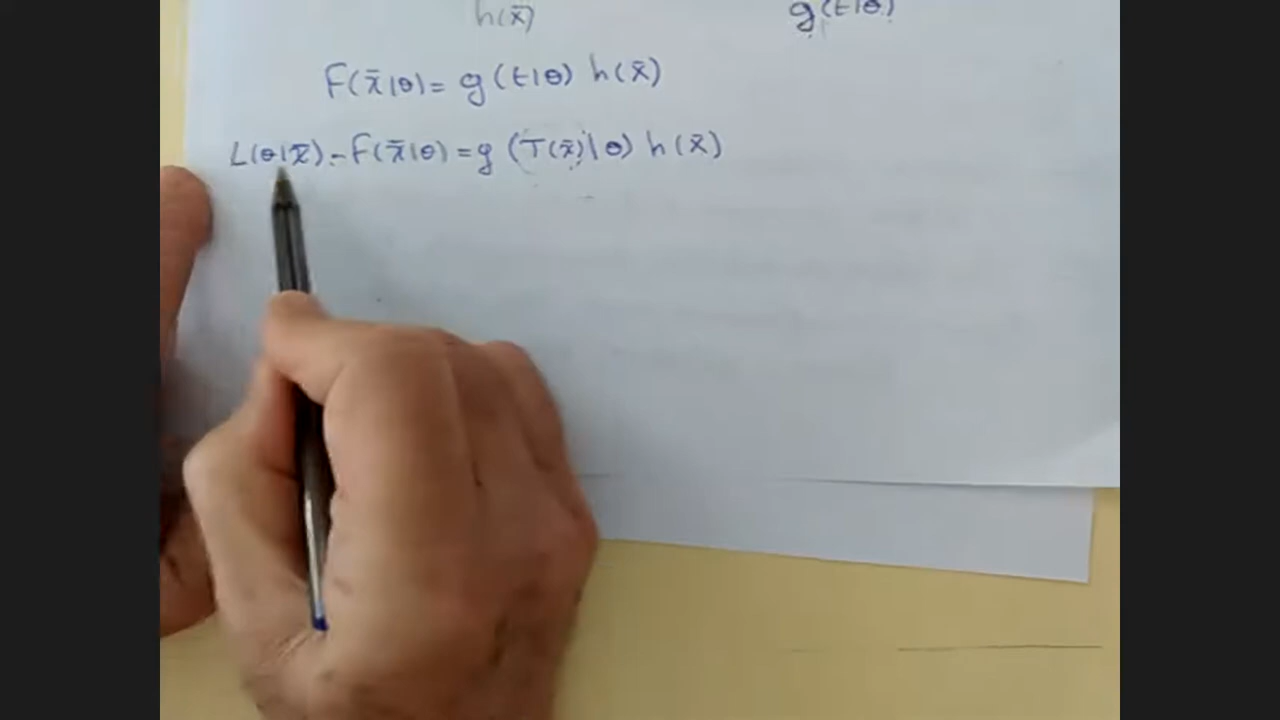 h(x̄) g(t|θ)
F(x̄|θ)= g(t|θ) h(x̄)
L(θ|x̄) = F(x̄|θ) = g (T(x̄)|θ) h(x̄)